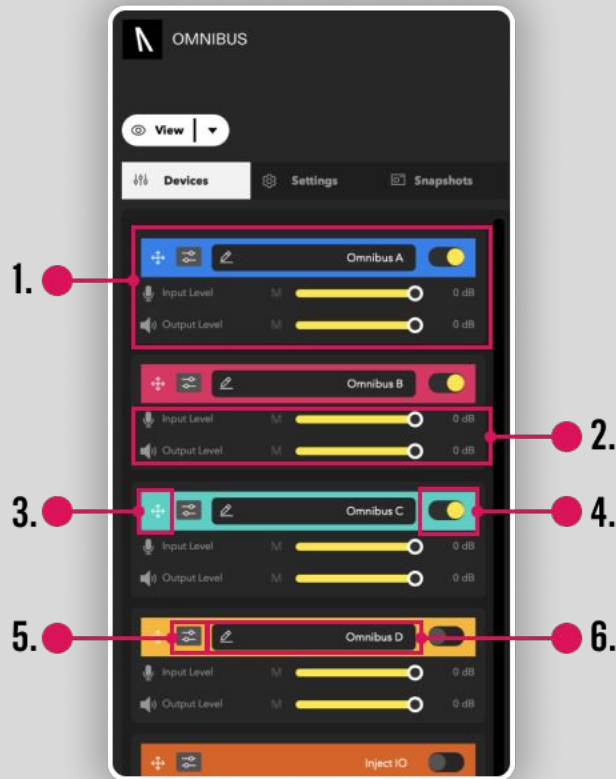 OMNIBUS
View
Devices Settings Snapshots
1.
Omnibus A
Input Level M 0 dB
Output Level M 0 dB
Omnibus B
Input Level M 0 dB
Output Level M 0 dB
2.
3.
Omnibus C
4.
Input Level M 0 dB
Output Level M 0 dB
5.
Omnibus D
6.
Input Level M 0 dB
Output Level M 0 dB
Inject IO